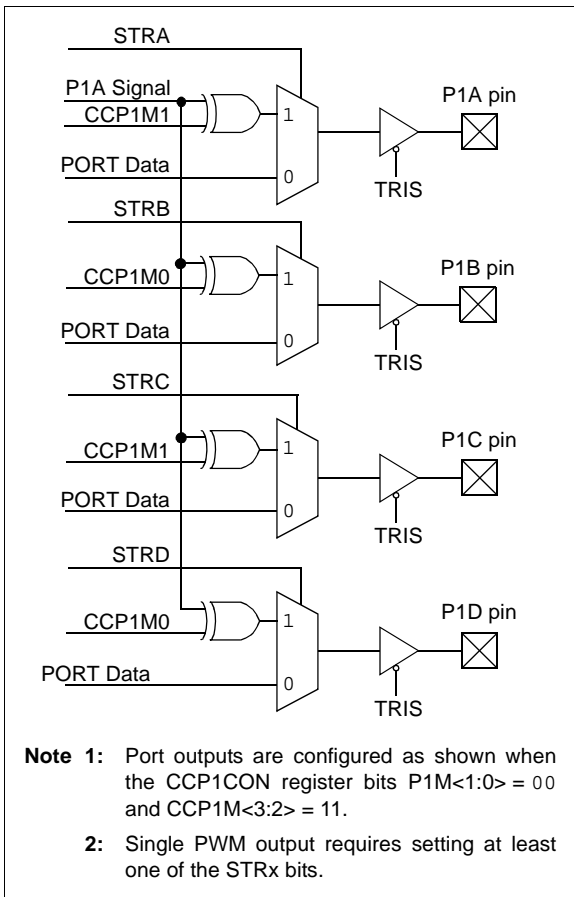 STRA
P1A Signal
P1A pin
CCP1M1
1
PORT Data
0
TRIS
STRB
P1B pin
1
CCP1M0
PORT Data
0
TRIS
STRC
P1C pin
1
CCP1M1
PORT Data
0
TRIS
STRD
P1D pin
1
CCP1M0
PORT Data
0
TRIS
Note 1: Port outputs are configured as shown when
the CCP1CON register bits P1M<1:0> = 00
and CCP1M<3:2> = 11.
2: Single PWM output requires setting at least
one of the STRx bits.